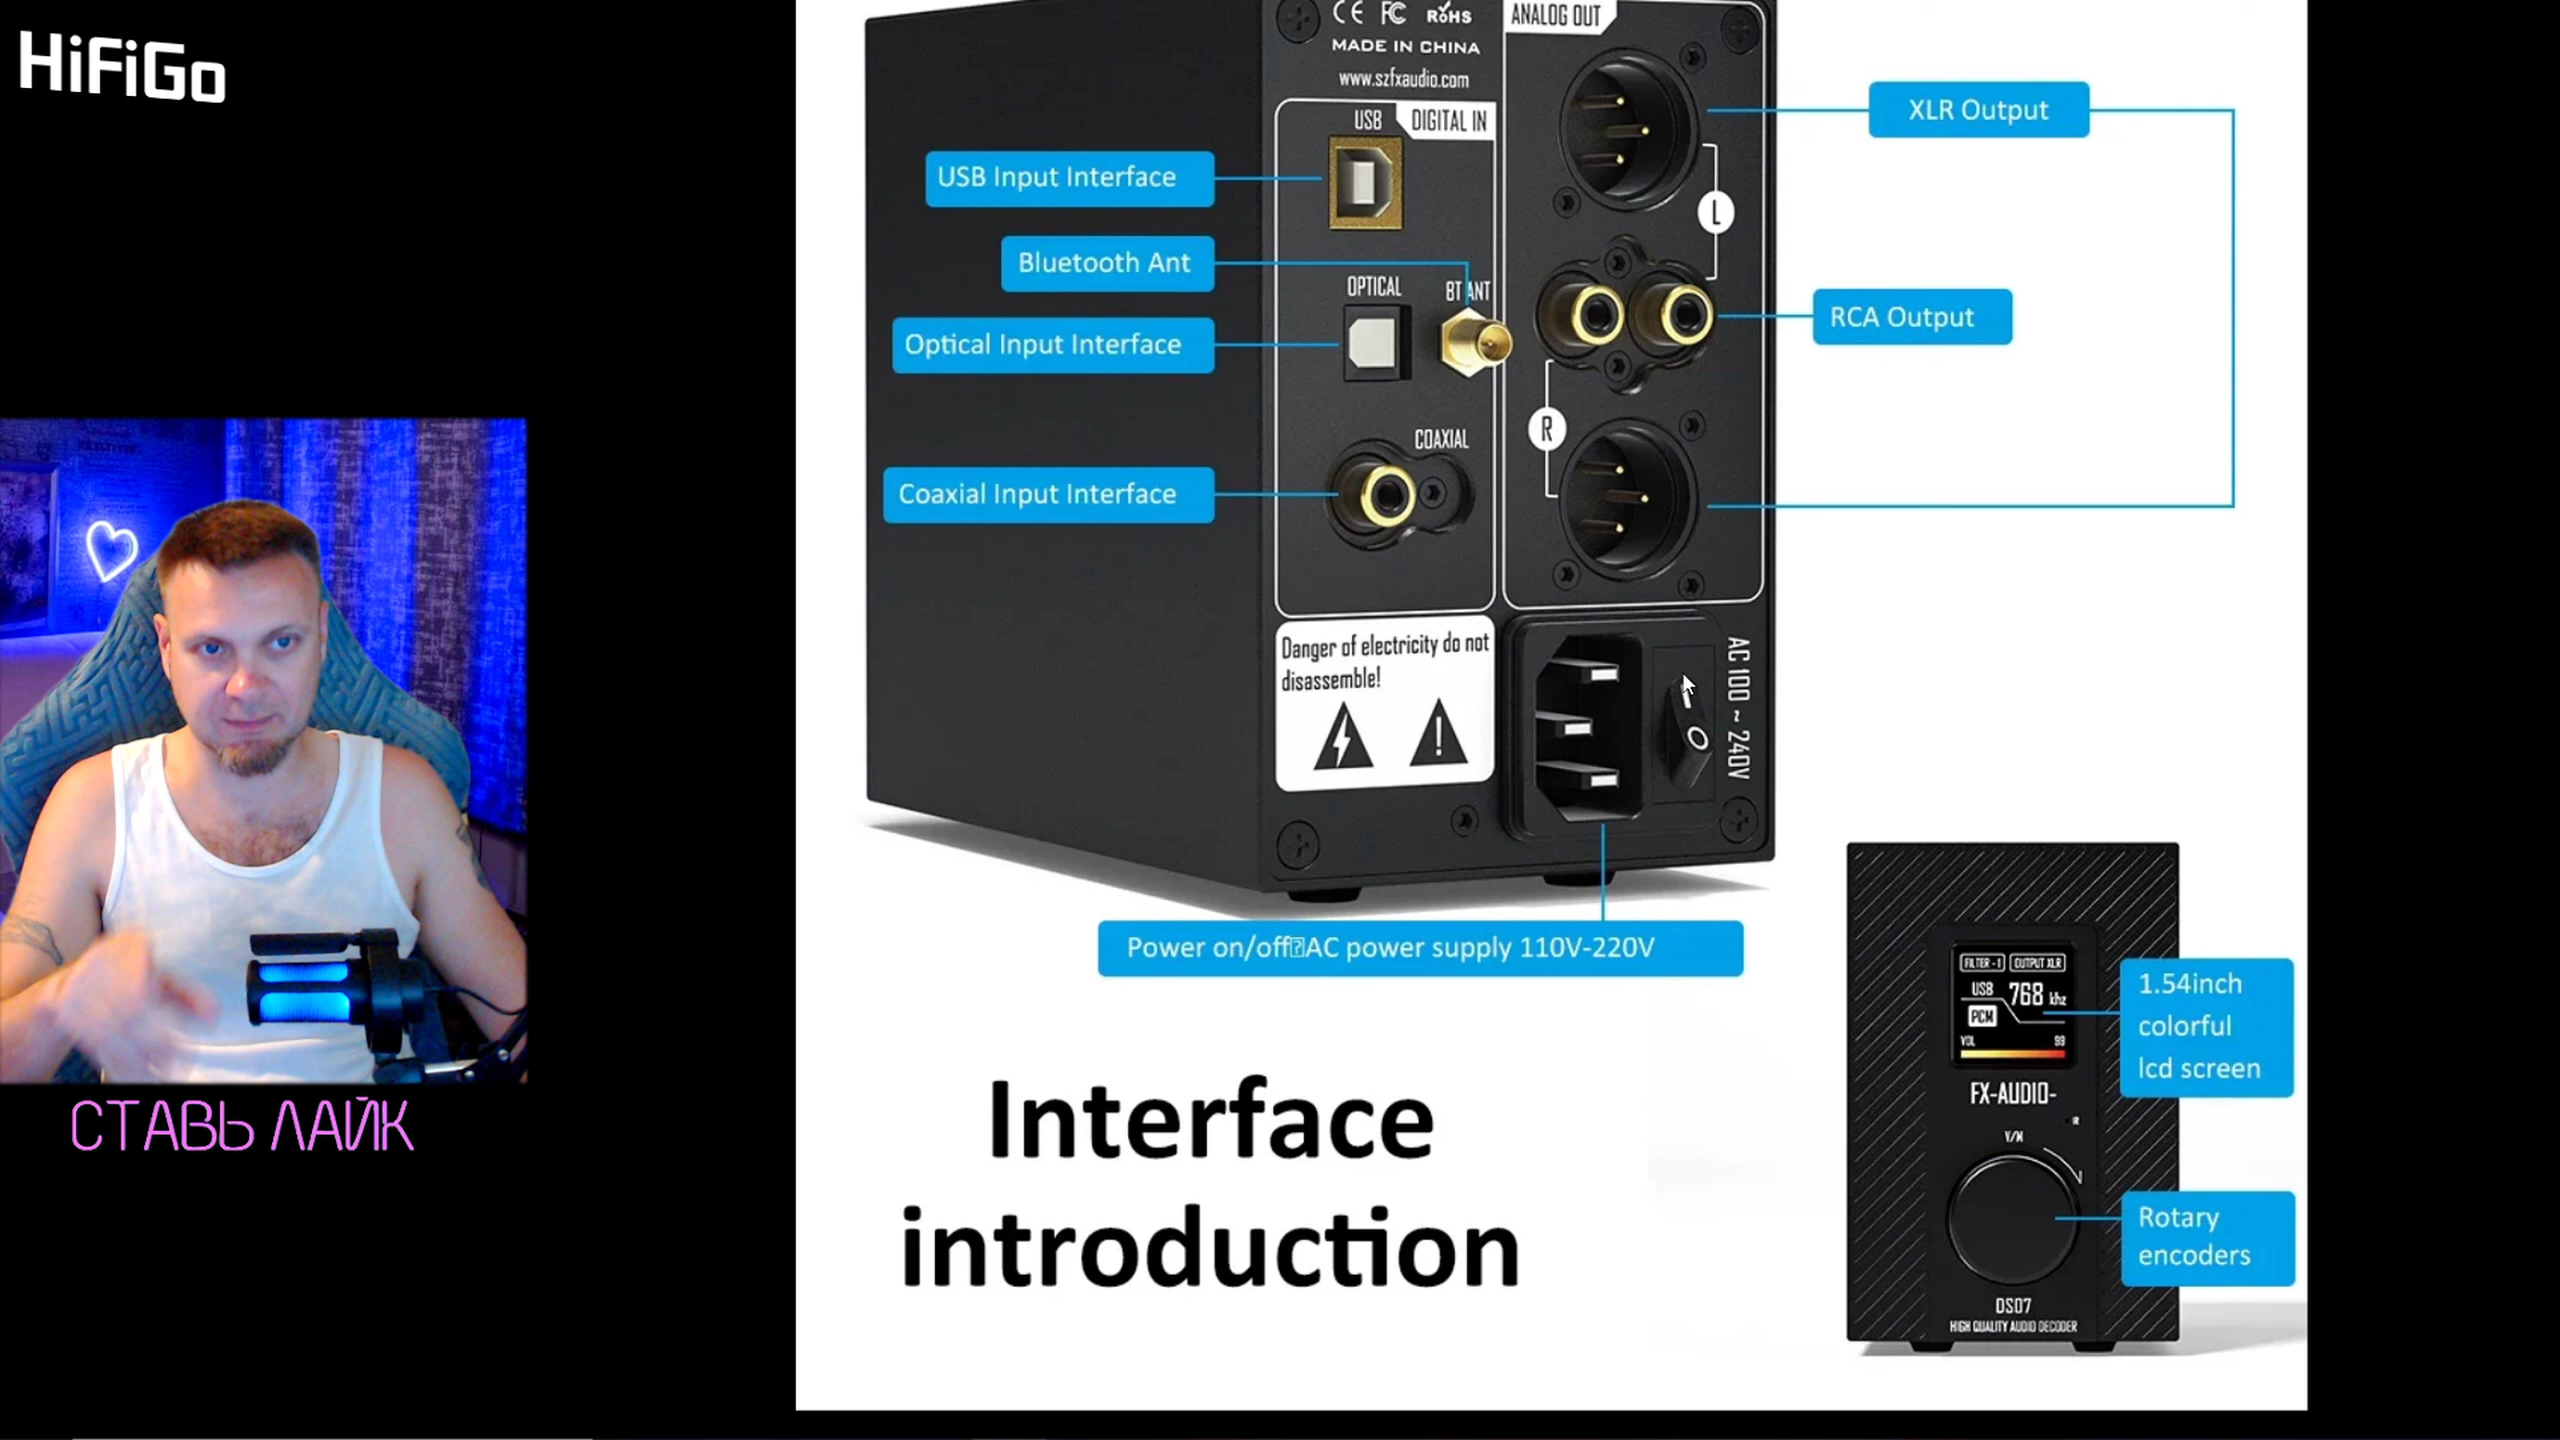 HiFiGo
CE FC RoHS
MADE IN CHINA
www.szfxaudio.com
ANALOG OUT
USB
DIGITAL IN
XLR Output
USB Input Interface
L
Bluetooth Ant
OPTICAL
BT ANT
Optical Input Interface
RCA Output
R
COAXIAL
Coaxial Input Interface
Danger of electricity do not
disassemble!
AC 100 ~ 240V
Power on/off AC power supply 110V-220V
FILTER - 1 OUTPUT XLR
USB 768 khz
PCM
VOL 99
1.54inch
colorful
lcd screen
FX-AUDIO-
V/M
Rotary
encoders
DS07
HIGH QUALITY AUDIO DECODER
СТАВЬ ЛАЙК
Interface
introduction